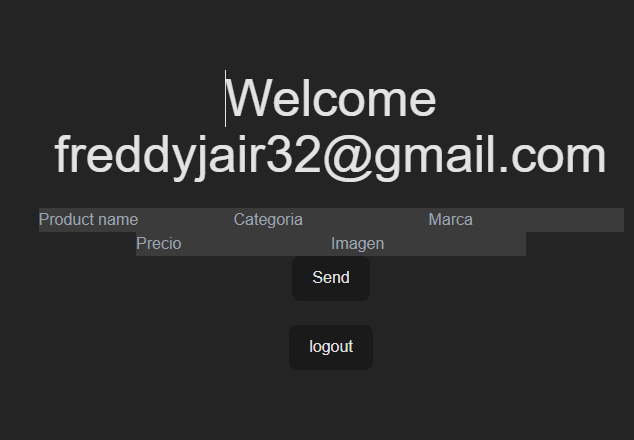 Welcome
freddyjair32@gmail.com
Product name Categoria Marca
Precio Imagen
Send
logout